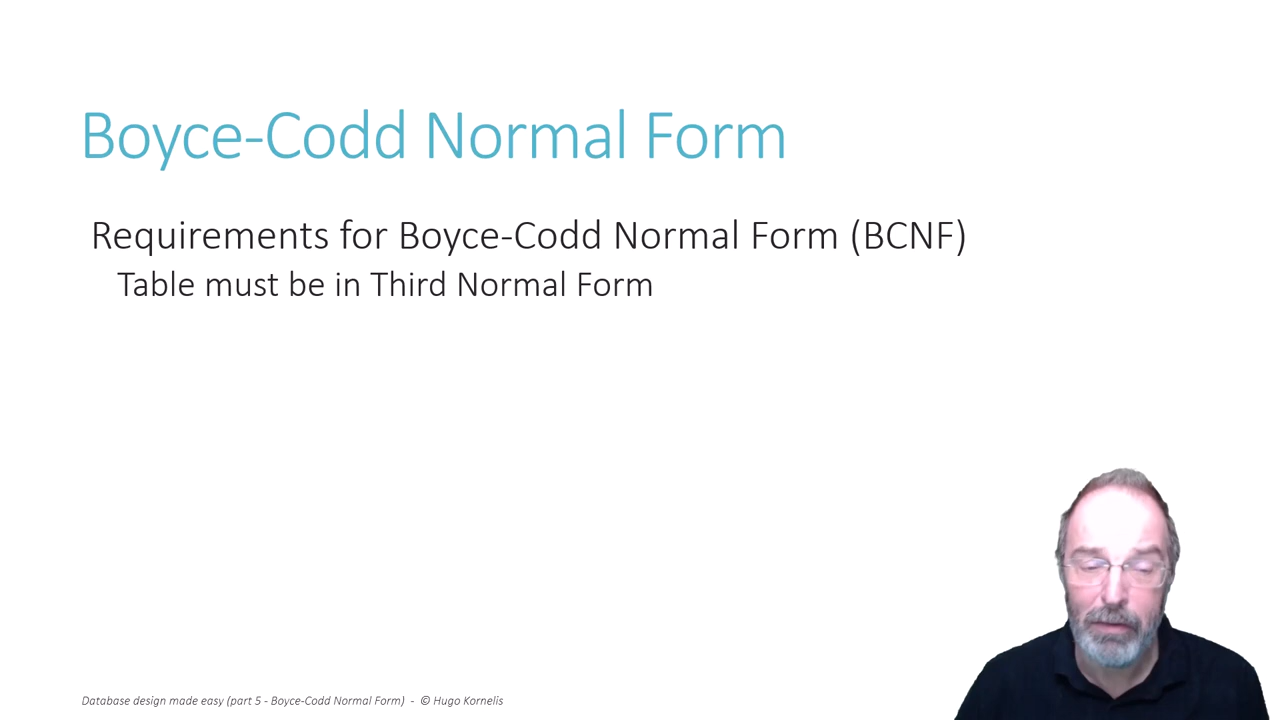 Boyce-Codd Normal Form
Requirements for Boyce-Codd Normal Form (BCNF)
Table must be in Third Normal Form
Database design made easy (part 5 - Boyce-Codd Normal Form) - © Hugo Kornelis